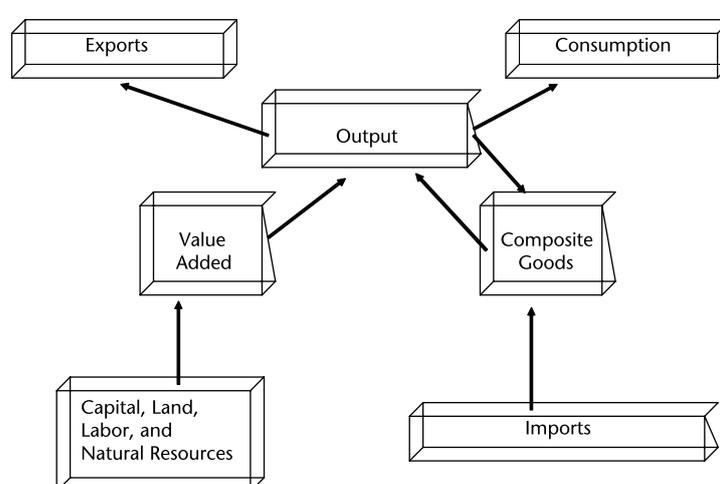 Exports
Consumption
Output
Value
Added
Composite
Goods
Capital, Land,
Labor, and
Natural Resources
Imports